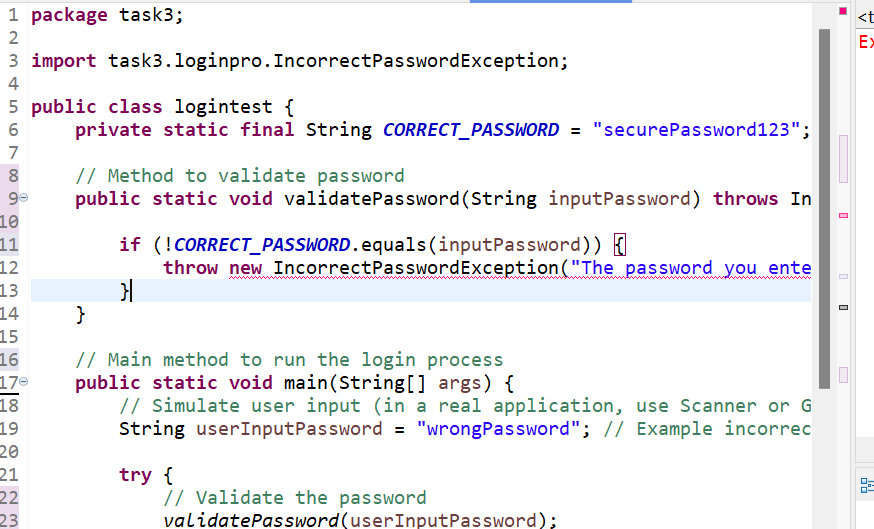 1 package task3;
2
3 import task3.loginpro.IncorrectPasswordException;
4
5 public class logintest {
6 private static final String CORRECT_PASSWORD = "securePassword123";
7
8 // Method to validate password
9 public static void validatePassword(String inputPassword) throws In
10
11 if (!CORRECT_PASSWORD.equals(inputPassword)) {
12 throw new IncorrectPasswordException("The password you ente
13 }
14 }
15
16 // Main method to run the login process
17 public static void main(String[] args) {
18 // Simulate user input (in a real application, use Scanner or G
19 String userInputPassword = "wrongPassword"; // Example incorrec
20
21 try {
22 // Validate the password
23 validatePassword(userInputPassword);
<t
Ex